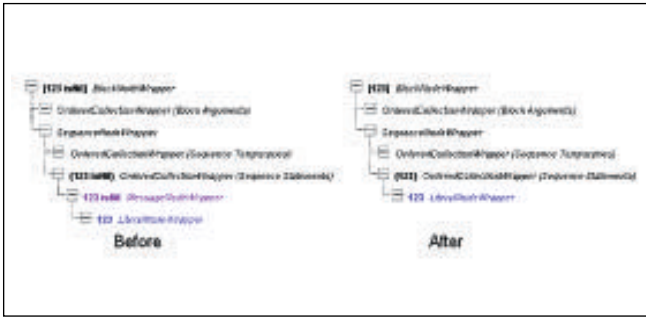 [123 isNil] BlockNodeWrapper
OrderedCollectionWrapper (Block Arguments)
SequenceNodeWrapper
OrderedCollectionWrapper (Sequence Temporaries)
(123 isNil) OrderedCollectionWrapper (Sequence Statements)
123 isNil MessageNodeWrapper
123 LiteralNodeWrapper
Before
[123] BlockNodeWrapper
OrderedCollectionWrapper (Block Arguments)
SequenceNodeWrapper
OrderedCollectionWrapper (Sequence Temporaries)
(123) OrderedCollectionWrapper (Sequence Statements)
123 LiteralNodeWrapper
After